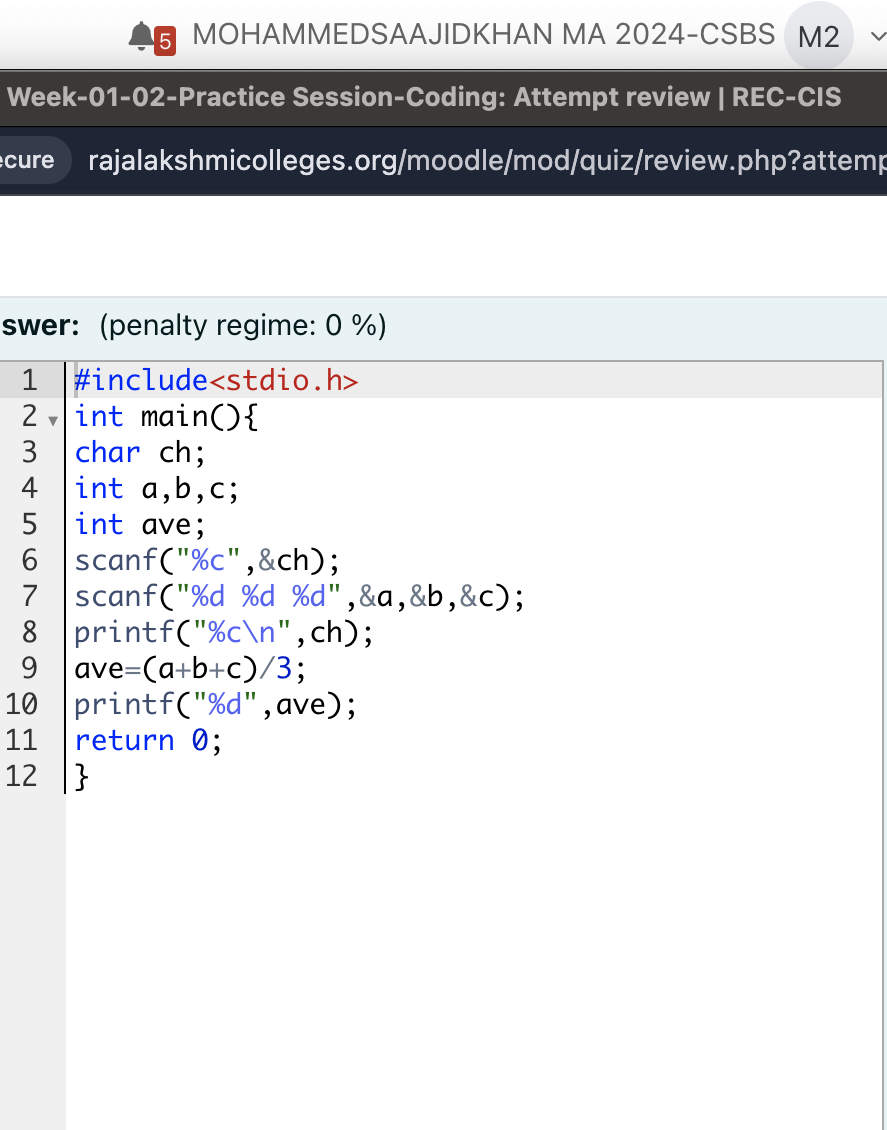 5 MOHAMMEDSAAJIDKHAN MA 2024-CSBS M2
Week-01-02-Practice Session-Coding: Attempt review | REC-CIS
ecure rajalakshmicolleges.org/moodle/mod/quiz/review.php?attemp
swer: (penalty regime: 0 %)
1 #include<stdio.h>
2 int main(){
3 char ch;
4 int a,b,c;
5 int ave;
6 scanf("%c",&ch);
7 scanf("%d %d %d",&a,&b,&c);
8 printf("%c\n",ch);
9 ave=(a+b+c)/3;
10 printf("%d",ave);
11 return 0;
12 }